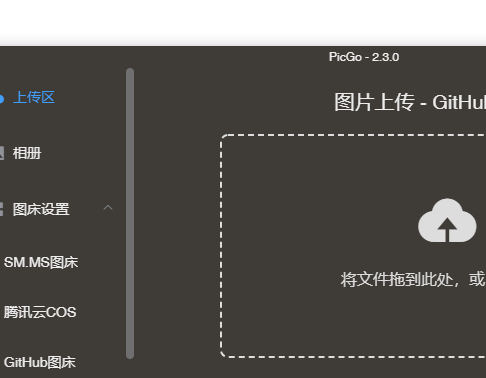 PicGo - 2.3.0
上传区
图片上传 - GitHu
相册
图床设置
SM.MS图床
将文件拖到此处，或
腾讯云COS
GitHub图床